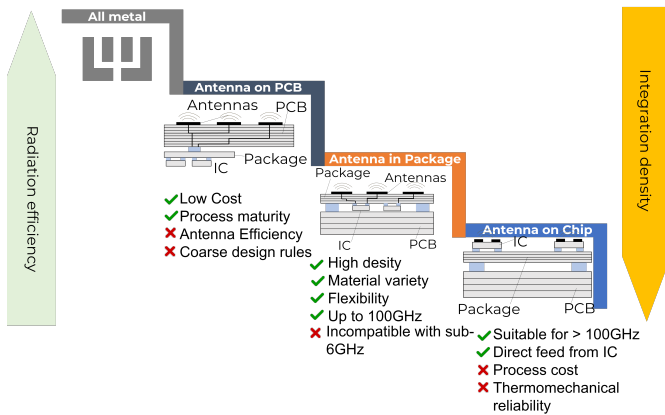 All metal
Radiation efficiency
Integration density
Antenna on PCB
Antennas
PCB
Package
IC
Low Cost
Process maturity
Antenna Efficiency
Coarse design rules
Antenna in Package
Package
Antennas
IC
PCB
High desity
Material variety
Flexibility
Up to 100GHz
Incompatible with sub-
6GHz
Antenna on Chip
IC
Package
PCB
Suitable for > 100GHz
Direct feed from IC
Process cost
Thermomechanical
reliability